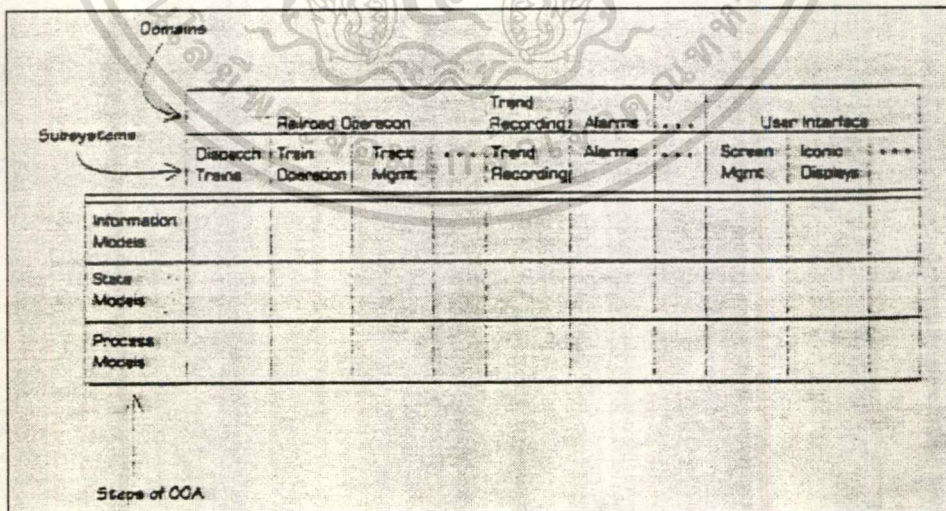 Domains
Railroad Operation Trend Recording Alarms ... User Interface
Subsystems
Dispatch Trains Train Operation Track Mgmt ... Trend Recording Alarms ... Screen Mgmt Iconic Displays ...
Information Models
State Models
Process Models
Steps of OOA